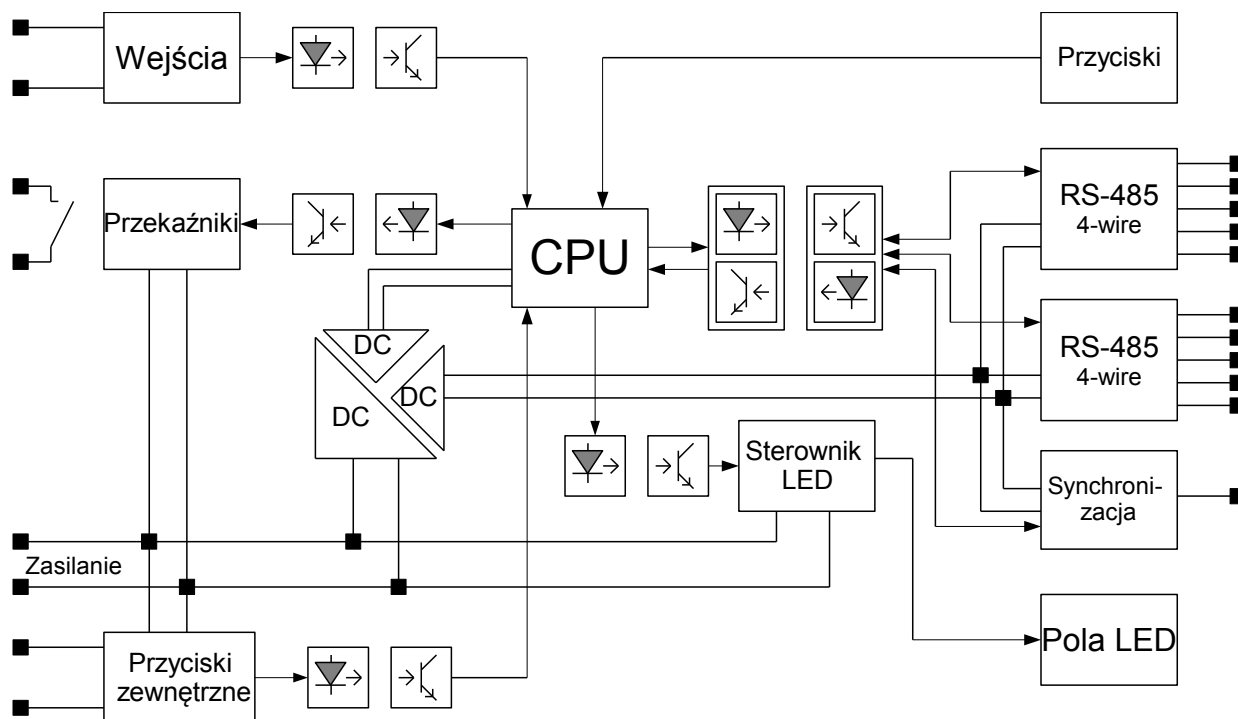 Wejścia
Przyciski
Przekaźniki
CPU
RS-485
4-wire
RS-485
4-wire
DC
DC
DC
Sterownik
LED
Synchroni-
zacja
Zasilanie
Pola LED
Przyciski
zewnętrzne